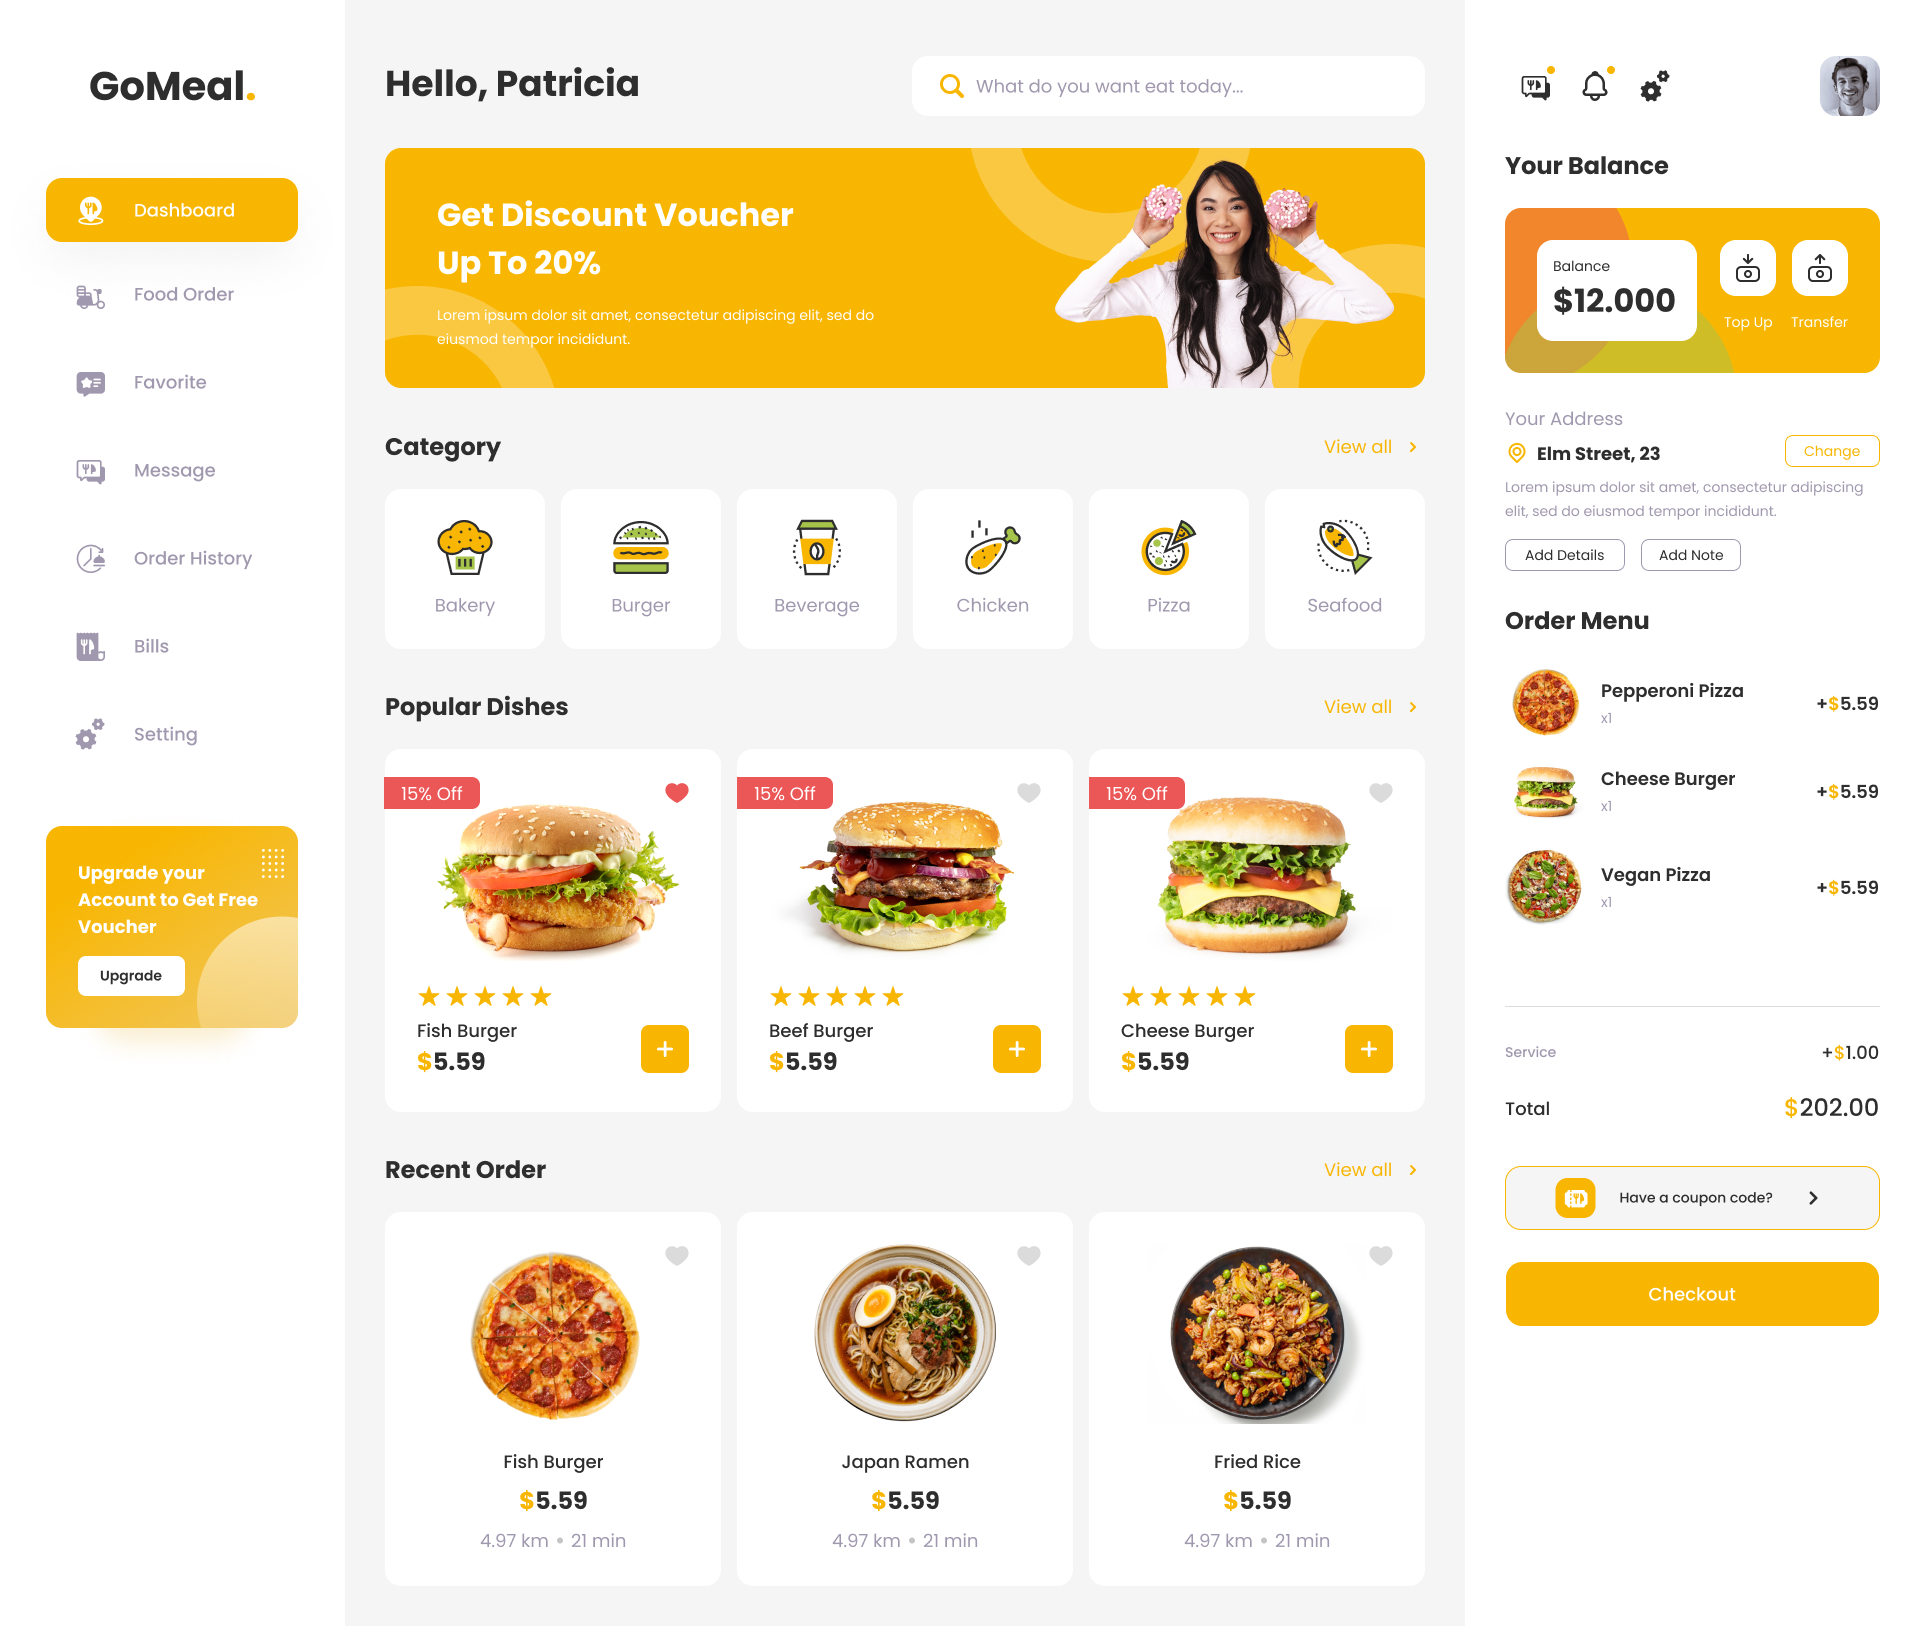 GoMeal.
Dashboard
Food Order
Favorite
Message
Order History
Bills
Setting
Upgrade your
Account to Get Free
Voucher
Upgrade
Hello, Patricia
What do you want eat today...
Get Discount Voucher
Up To 20%
Lorem ipsum dolor sit amet, consectetur adipiscing elit, sed do
eiusmod tempor incididunt.
Category
View all
Bakery
Burger
Beverage
Chicken
Pizza
Seafood
Popular Dishes
View all
15% Off
Fish Burger
$5.59
+
15% Off
Beef Burger
$5.59
+
15% Off
Cheese Burger
$5.59
+
Recent Order
View all
Fish Burger
$5.59
4.97 km • 21 min
Japan Ramen
$5.59
4.97 km • 21 min
Fried Rice
$5.59
4.97 km • 21 min
Your Balance
Balance
$12.000
Top Up
Transfer
Your Address
Elm Street, 23
Change
Lorem ipsum dolor sit amet, consectetur adipiscing
elit, sed do eiusmod tempor incididunt.
Add Details
Add Note
Order Menu
Pepperoni Pizza
x1
+$5.59
Cheese Burger
x1
+$5.59
Vegan Pizza
x1
+$5.59
Service
+$1.00
Total
$202.00
Have a coupon code?
Checkout